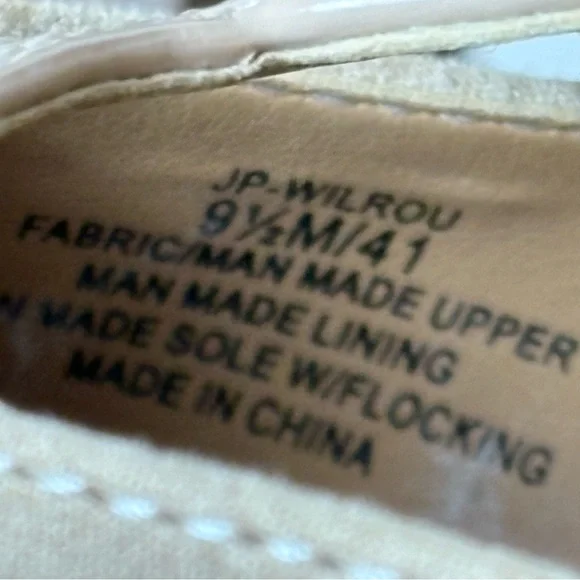 JP-WILROU
9½M/41
FABRIC/MAN MADE UPPER
MAN MADE LINING
N MADE SOLE W/FLOCKING
MADE IN CHINA